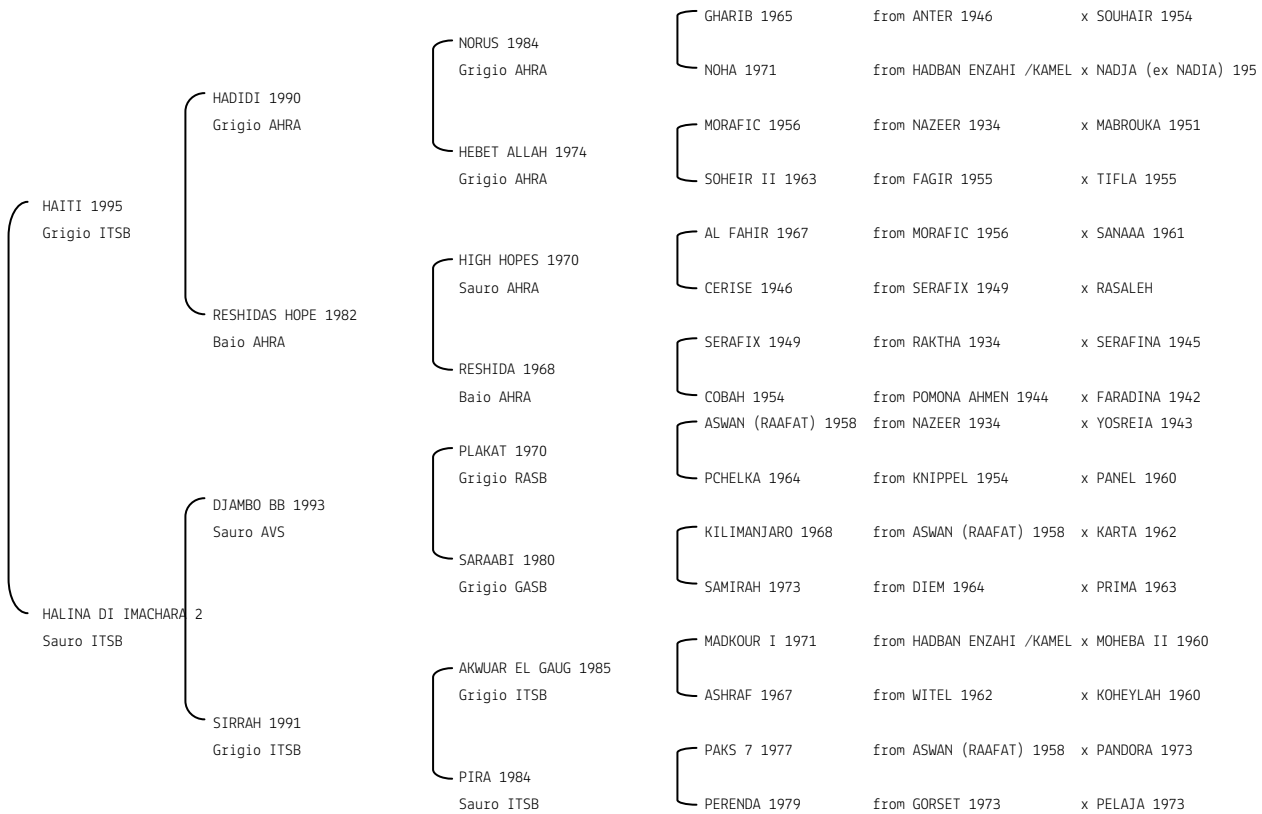 GHARIB 1965 from ANTER 1946 x SOUHAIR 1954
NORUS 1984
Grigio AHRA
NOHA 1971 from HADBAN ENZAHI /KAMEL x NADJA (ex NADIA) 195
HADIDI 1990
Grigio AHRA
MORAFIC 1956 from NAZEER 1934 x MABROUKA 1951
HEBET ALLAH 1974
Grigio AHRA
SOHEIR II 1963 from FAGIR 1955 x TIFLA 1955
HAITI 1995
Grigio ITSB
AL FAHIR 1967 from MORAFIC 1956 x SANAAA 1961
HIGH HOPES 1970
Sauro AHRA
CERISE 1946 from SERAFIX 1949 x RASALEH
RESHIDAS HOPE 1982
Baio AHRA
SERAFIX 1949 from RAKTHA 1934 x SERAFINA 1945
RESHIDA 1968
Baio AHRA
COBAH 1954 from POMONA AHMEN 1944 x FARADINA 1942
ASWAN (RAAFAT) 1958 from NAZEER 1934 x YOSREIA 1943
PLAKAT 1970
Grigio RASB
PCHELKA 1964 from KNIPPEL 1954 x PANEL 1960
DJAMBO BB 1993
Sauro AVS
KILIMANJARO 1968 from ASWAN (RAAFAT) 1958 x KARTA 1962
SARAABI 1980
Grigio GASB
SAMIRAH 1973 from DIEM 1964 x PRIMA 1963
HALINA DI IMACHARA 2
Sauro ITSB
MADKOUR I 1971 from HADBAN ENZAHI /KAMEL x MOHEBA II 1960
AKWUAR EL GAUG 1985
Grigio ITSB
ASHRAF 1967 from WITEL 1962 x KOHEYLAH 1960
SIRRAH 1991
Grigio ITSB
PAKS 7 1977 from ASWAN (RAAFAT) 1958 x PANDORA 1973
PIRA 1984
Sauro ITSB
PERENDA 1979 from GORSET 1973 x PELAJA 1973